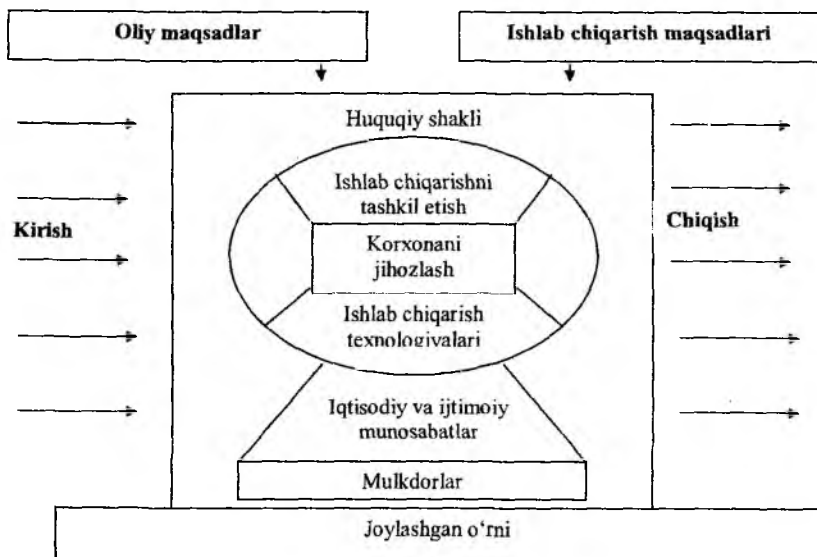 Oliy maqsadlar
Ishlab chiqarish maqsadlari
Huquqiy shakli
Ishlab chiqarishni
tashkil etish
Kirish
Korxonani
jihozlash
Chiqish
Ishlab chiqarish
texnologivalari
Iqtisodiy va ijtimoiy
munosabatlar
Mulkdorlar
Joylashgan o‘rni